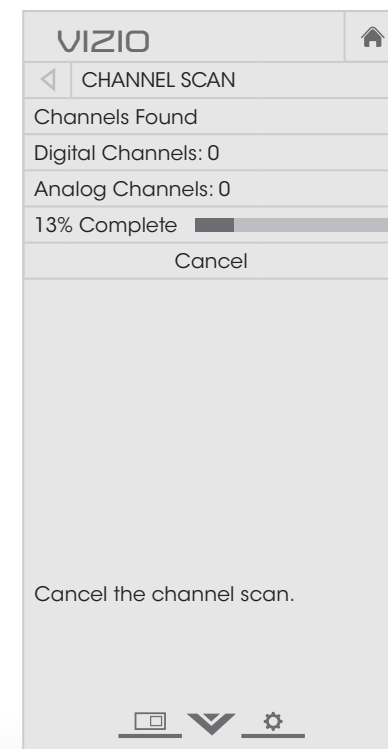 VIZIO
CHANNEL SCAN
Channels Found
Digital Channels: 0
Analog Channels: 0
13% Complete
Cancel
Cancel the channel scan.